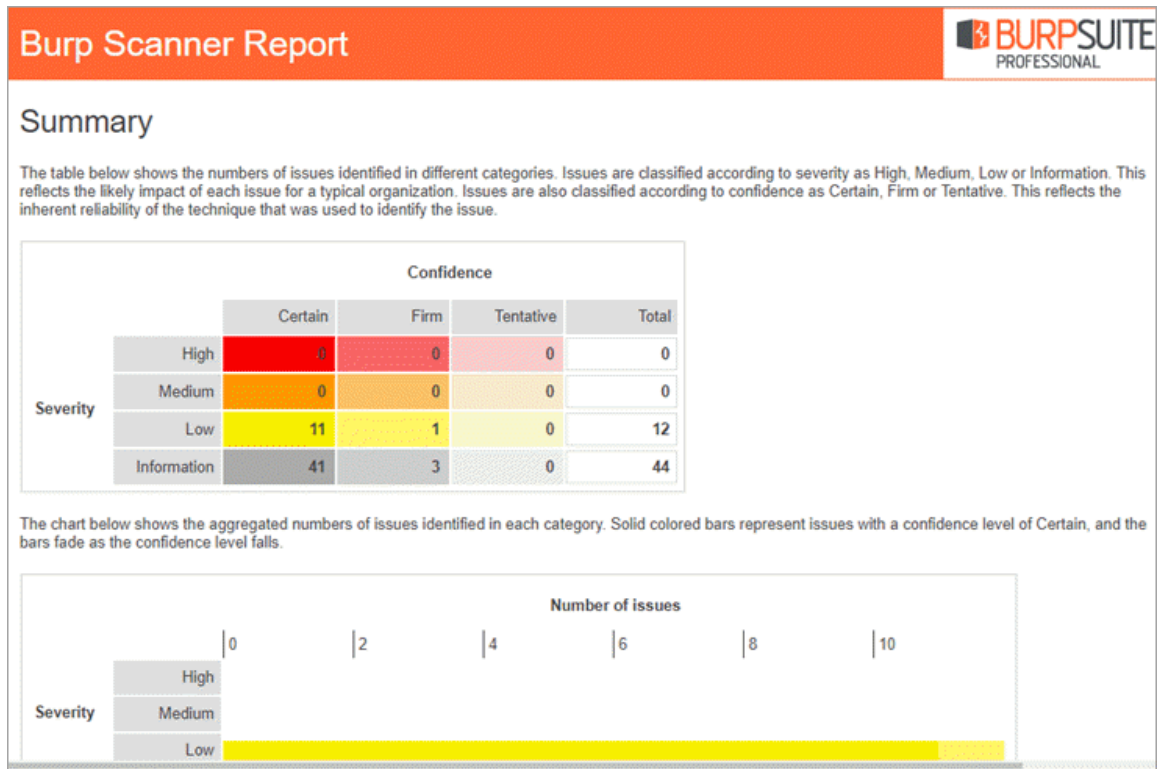 Burp Scanner Report
BURPSUITE
PROFESSIONAL
Summary
The table below shows the numbers of issues identified in different categories. Issues are classified according to severity as High, Medium, Low or Information. This
reflects the likely impact of each issue for a typical organization. Issues are also classified according to confidence as Certain, Firm or Tentative. This reflects the
inherent reliability of the technique that was used to identify the issue.
Confidence
Certain Firm Tentative Total
High 0 0 0 0
Medium 0 0 0 0
Severity
Low 11 1 0 12
Information 41 3 0 44
The chart below shows the aggregated numbers of issues identified in each category. Solid colored bars represent issues with a confidence level of Certain, and the
bars fade as the confidence level falls.
Number of issues
0 2 4 6 8 10
High
Severity Medium
Low